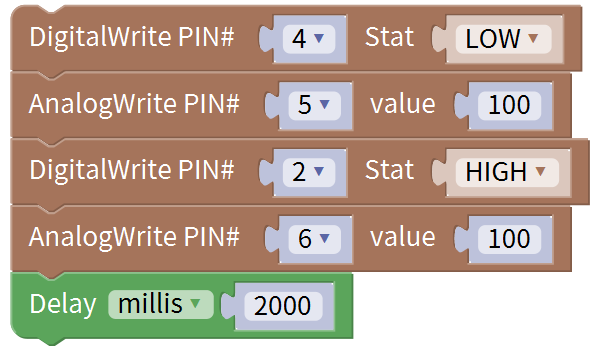 DigitalWrite PIN# 4 Stat LOW
AnalogWrite PIN# 5 value 100
DigitalWrite PIN# 2 Stat HIGH
AnalogWrite PIN# 6 value 100
Delay millis 2000